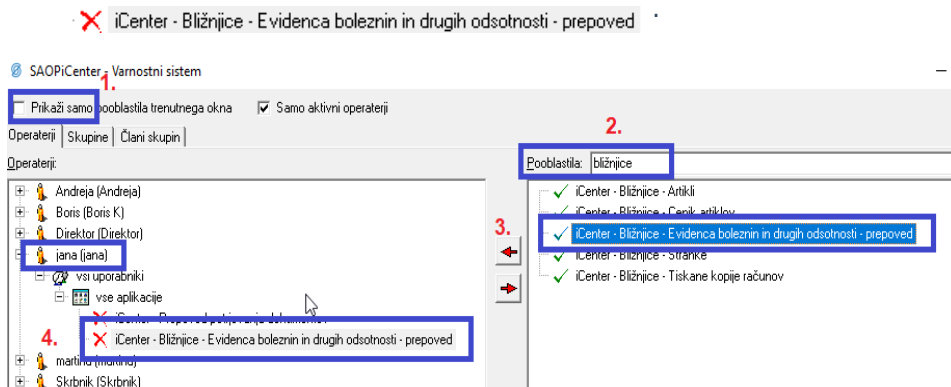 iCenter - Bližnjice - Evidenca boleznin in drugih odsotnosti - prepoved
SAOPiCenter - Varnostni sistem
1.
Prikaži samo pooblastila trenutnega okna
Samo aktivni operaterji
Operaterji
Skupine
Člani skupin
2.
Operaterji:
Pooblastila:
bližnjice
Andreja (Andreja)
Boris (Boris K)
Direktor (Direktor)
jana (jana)
vsi uporabniki
vse aplikacije
iCenter - Prepoved potrjevanja dokumentov
4.
iCenter - Bližnjice - Evidenca boleznin in drugih odsotnosti - prepoved
martina (martina)
Skrbnik (Skrbnik)
3.
iCenter - Bližnjice - Artikli
iCenter - Bližnjice - Cenik artiklov
iCenter - Bližnjice - Evidenca boleznin in drugih odsotnosti - prepoved
iCenter - Bližnjice - Stranke
iCenter - Bližnjice - Tiskane kopije računov